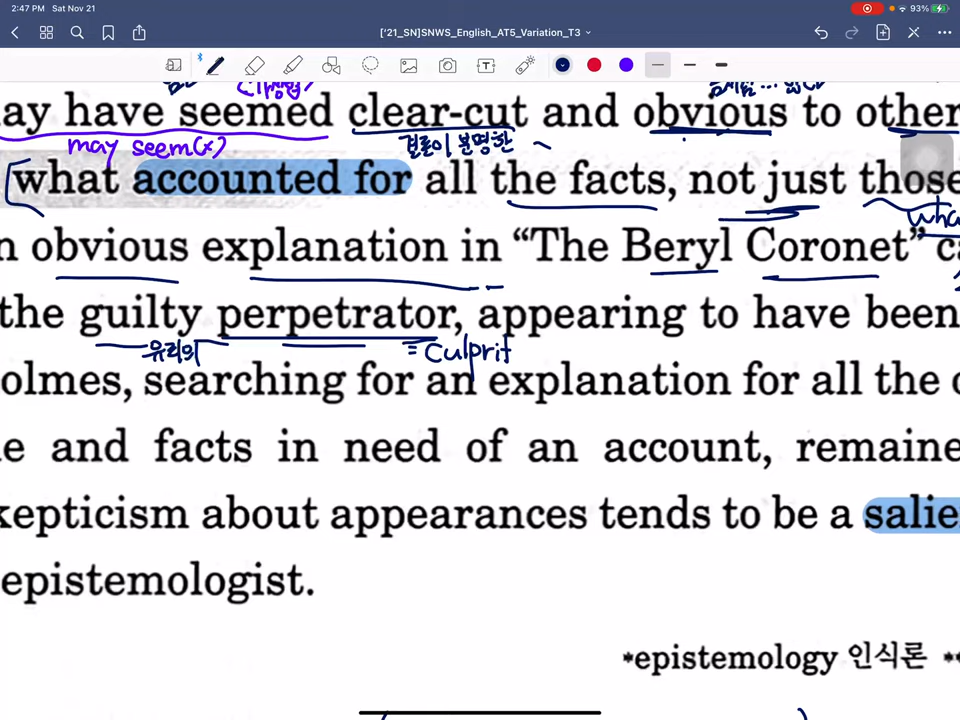 2:47 PM Sat Nov 21
93%
['21_SN]SNWS_English_AT5_Variation_T3
ay have seemed clear-cut and obvious to other
may seem(x) 결론이 분명한
what accounted for all the facts, not just those
n obvious explanation in “The Beryl Coronet” ca
the guilty perpetrator, appearing to have been
유죄의 = Culprit
olmes, searching for an explanation for all the
e and facts in need of an account, remaine
kepticism about appearances tends to be a salie
epistemologist.
*epistemology 인식론 **